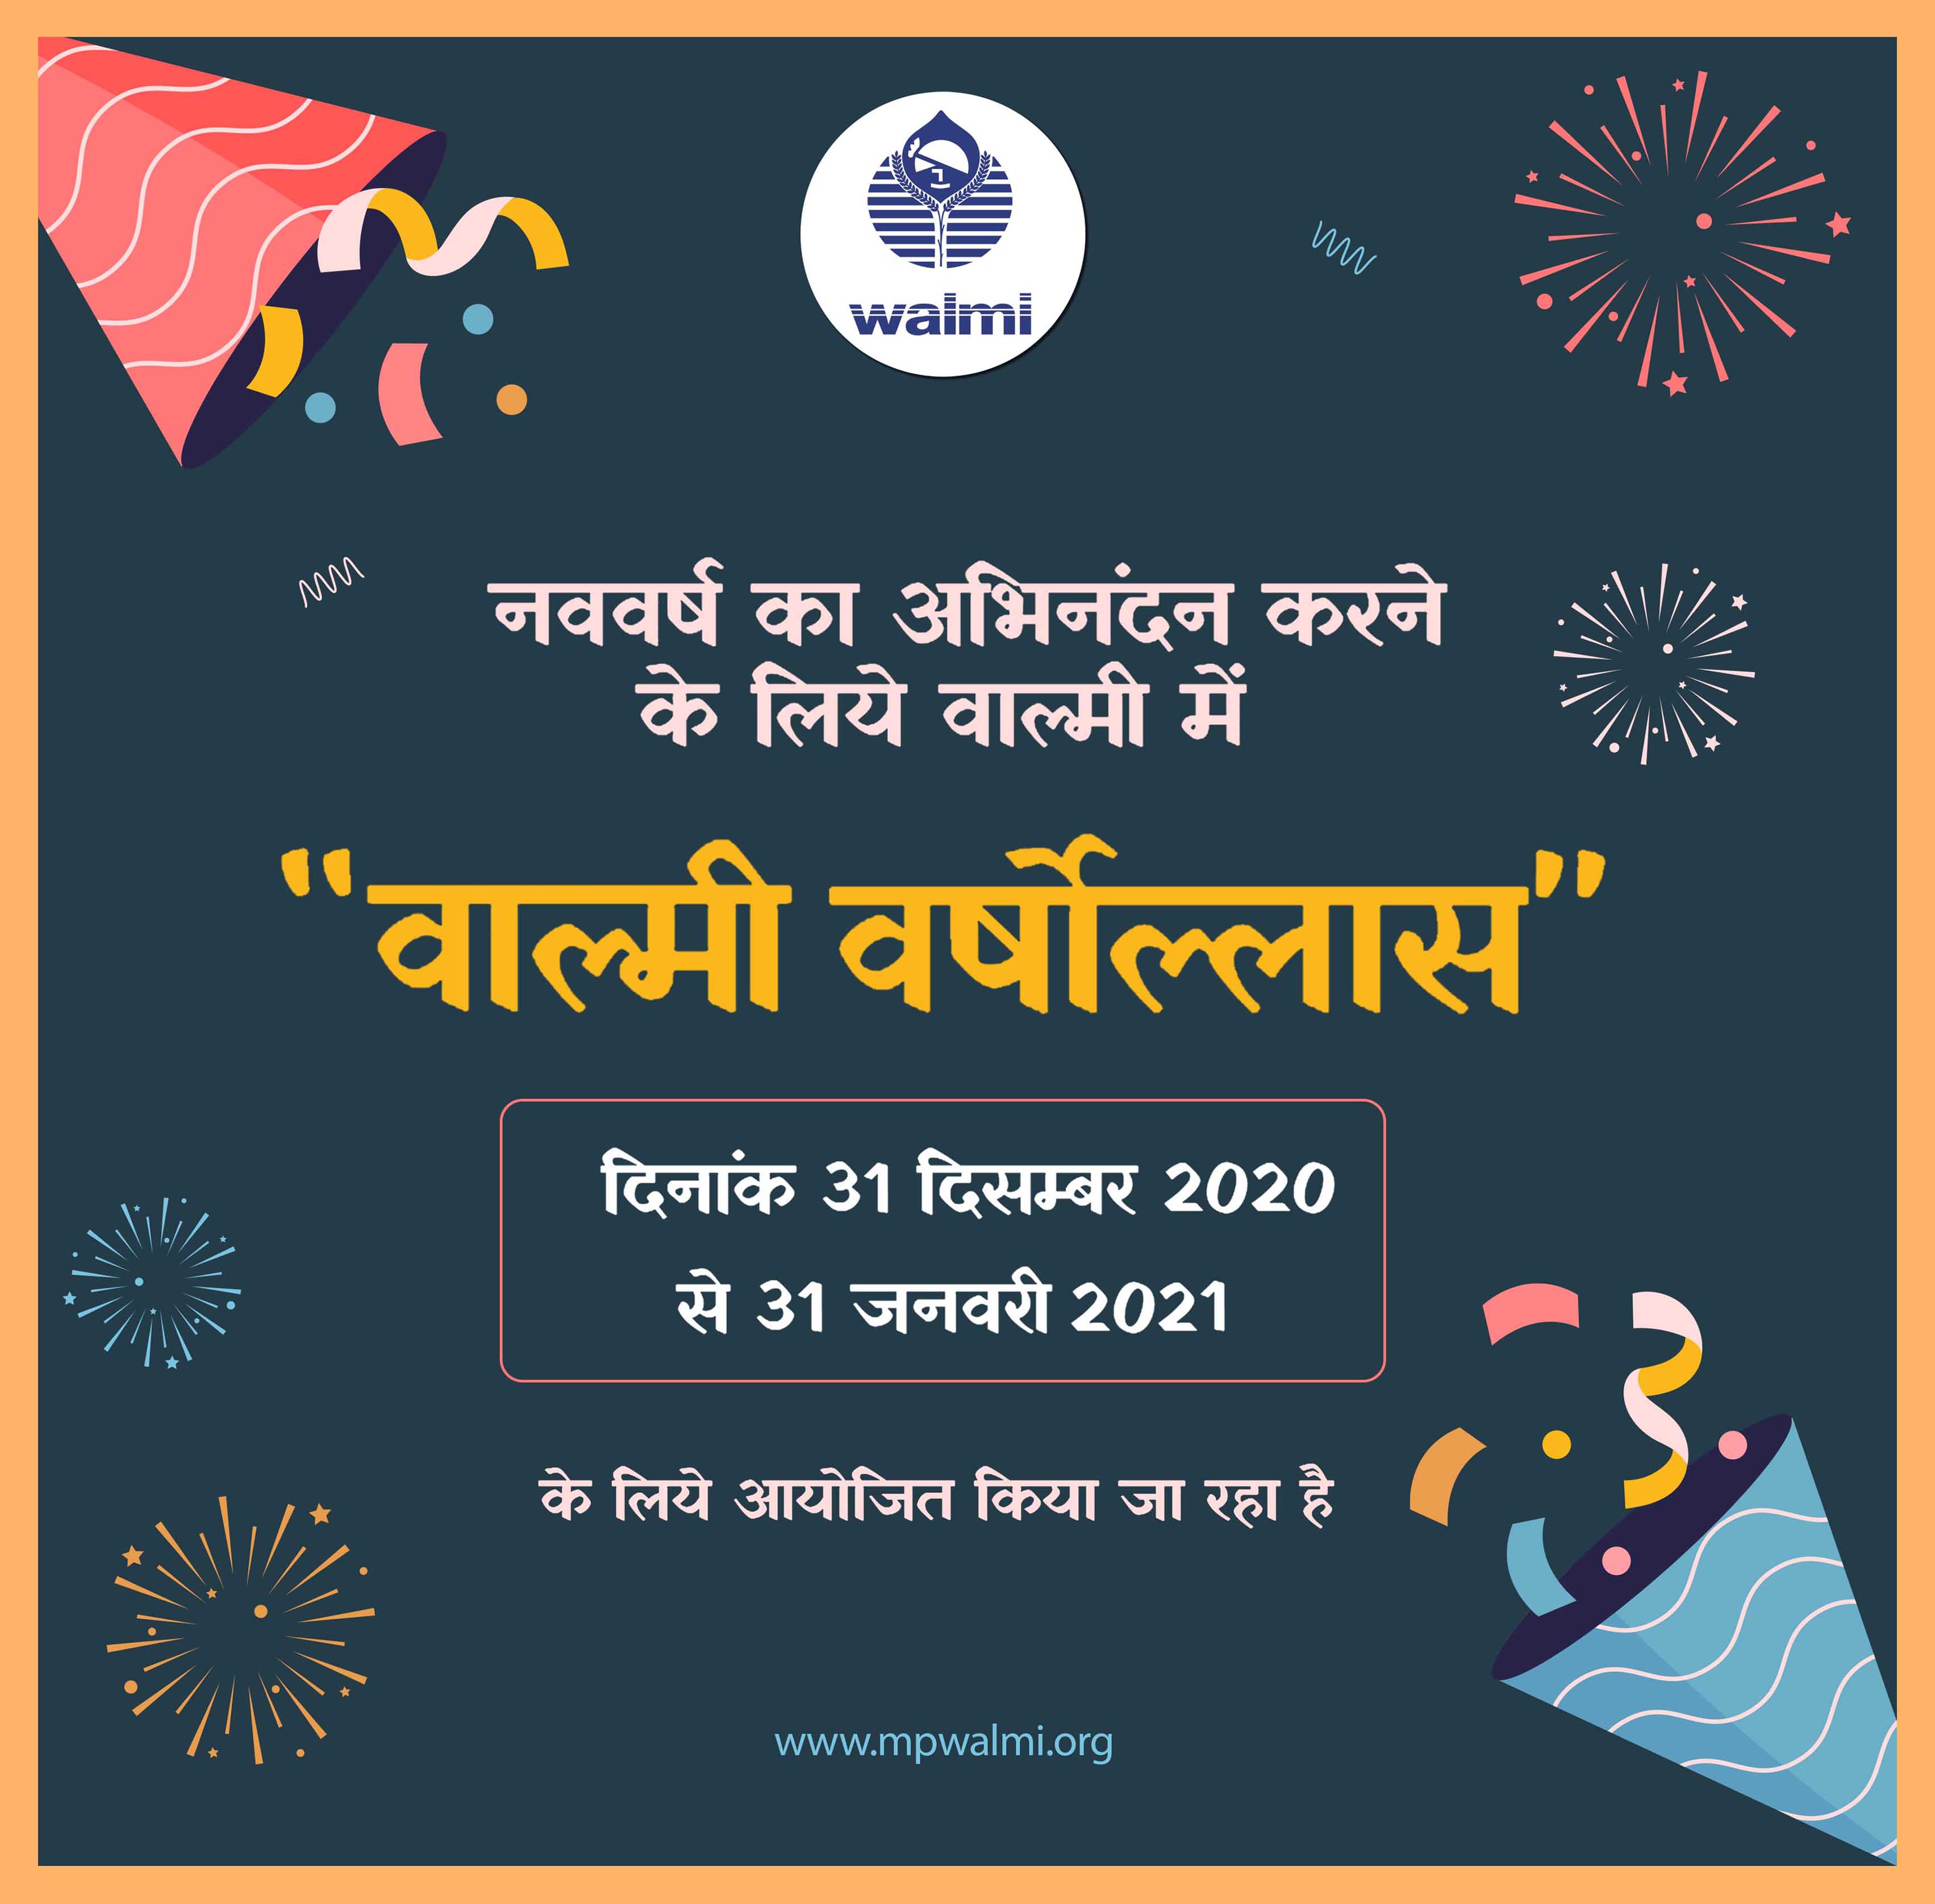 walmi
नववर्ष का अभिनंदन करने
के लिये वाल्मी में
"वाल्मी वर्षोल्लास"
दिनांक 31 दिसम्बर 2020
से 31 जनवरी 2021
के लिये आयोजित किया जा रहा है
www.mpwalmi.org